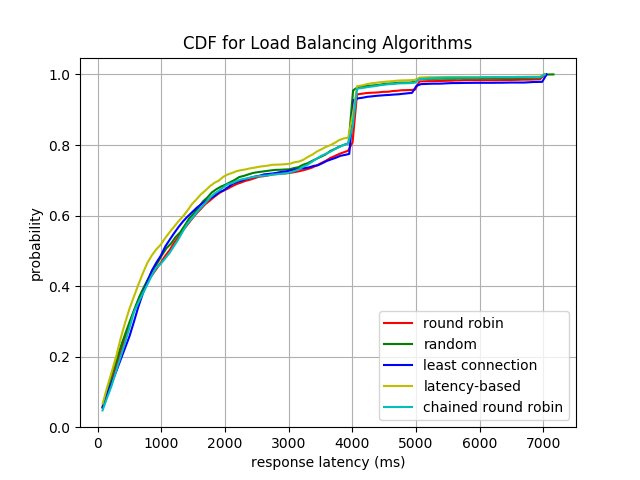 CDF for Load Balancing Algorithms
1.0
0.8
0.6
0.4
0.2
0.0
probability
round robin
random
least connection
latency-based
chained round robin
0 1000 2000 3000 4000 5000 6000 7000
response latency (ms)